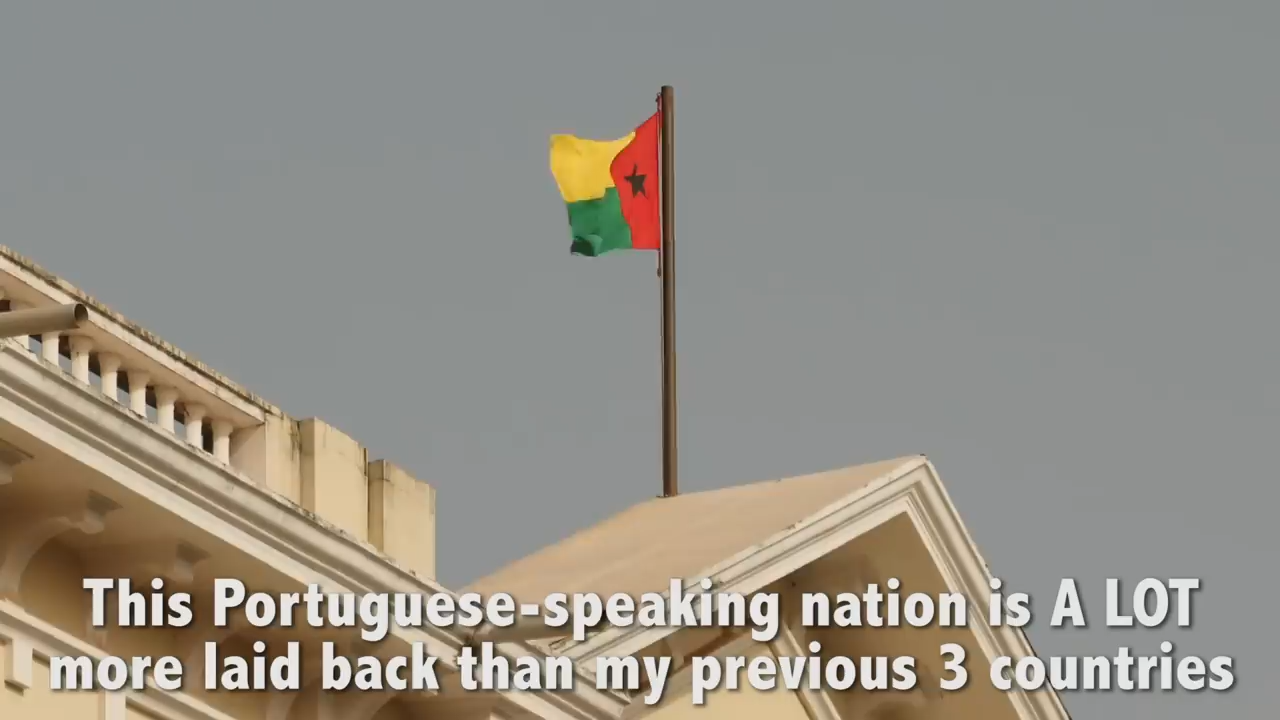 This Portuguese-speaking nation is A LOT
more laid back than my previous 3 countries